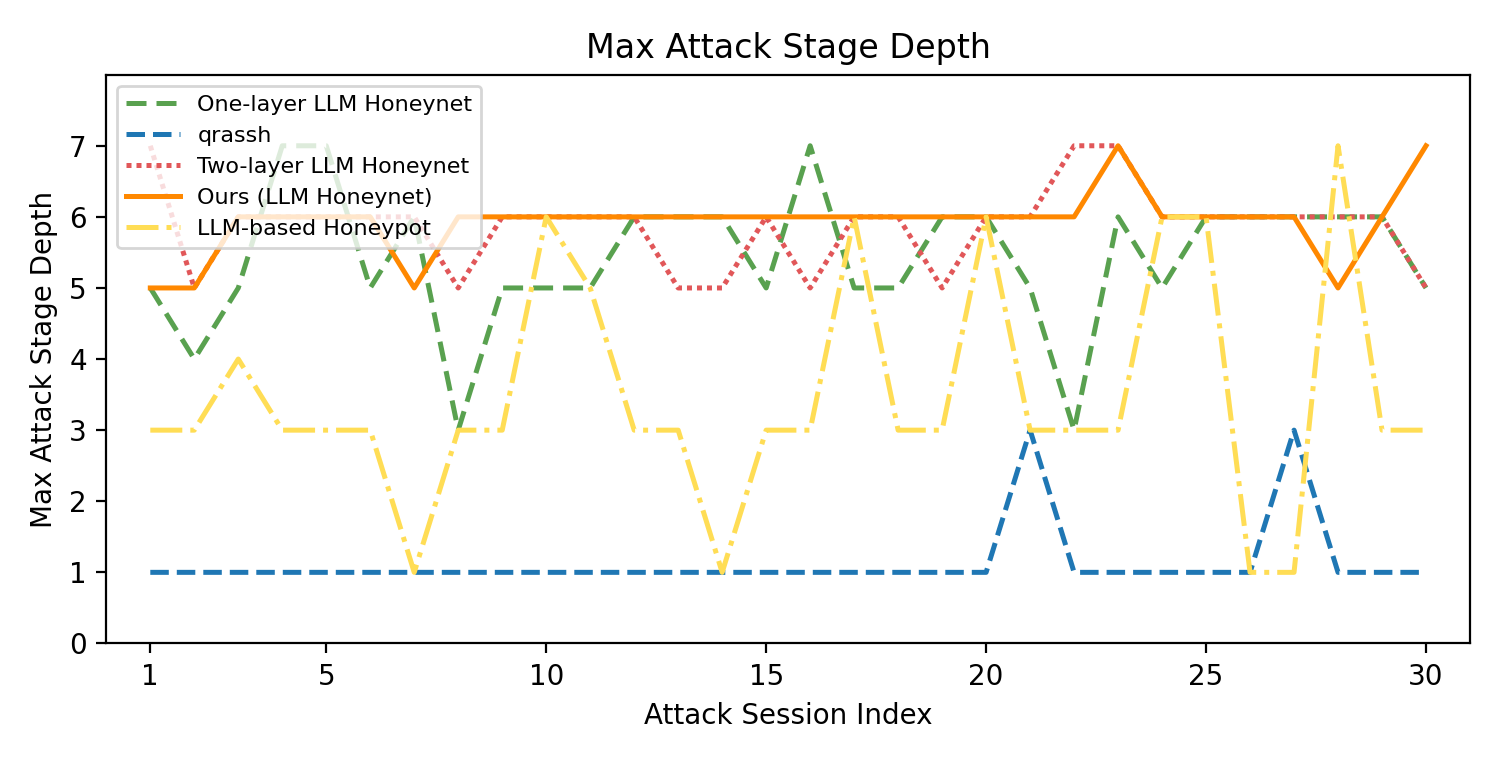 Max Attack Stage Depth
One-layer LLM Honeynet
qrassh
Two-layer LLM Honeynet
Ours (LLM Honeynet)
LLM-based Honeypot
Max Attack Stage Depth
7
6
5
4
3
2
1
0
1 5 10 15 20 25 30
Attack Session Index